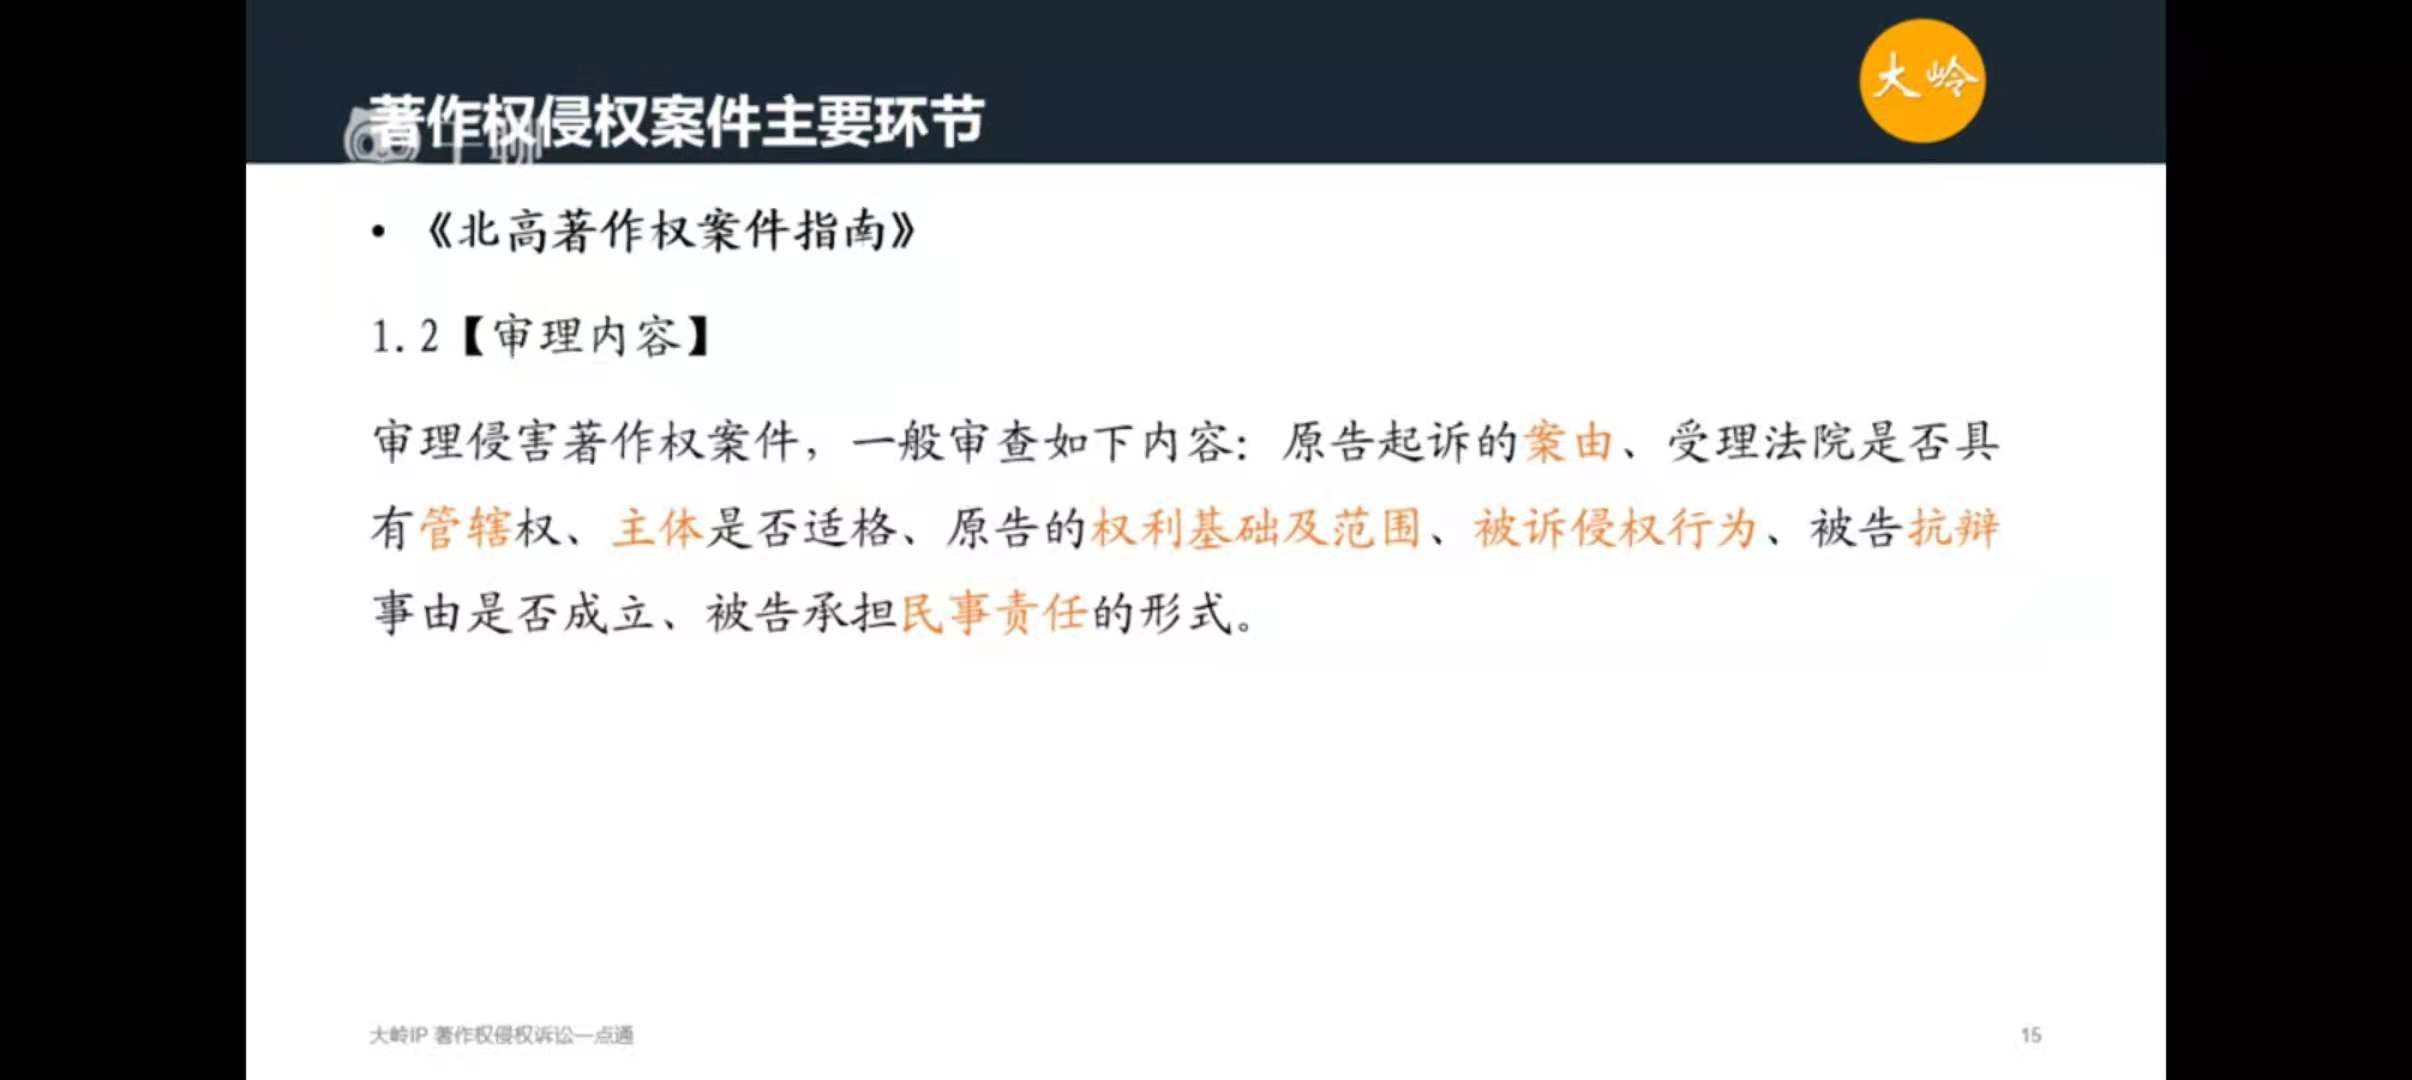 大岭
著作权侵权案件主要环节
• 《北高著作权案件指南》
1.2【审理内容】
审理侵害著作权案件，一般审查如下内容：原告起诉的案由、受理法院是否具
有管辖权、主体是否适格、原告的权利基础及范围、被诉侵权行为、被告抗辩
事由是否成立、被告承担民事责任的形式。
大岭IP 著作权侵权诉讼一点通
15